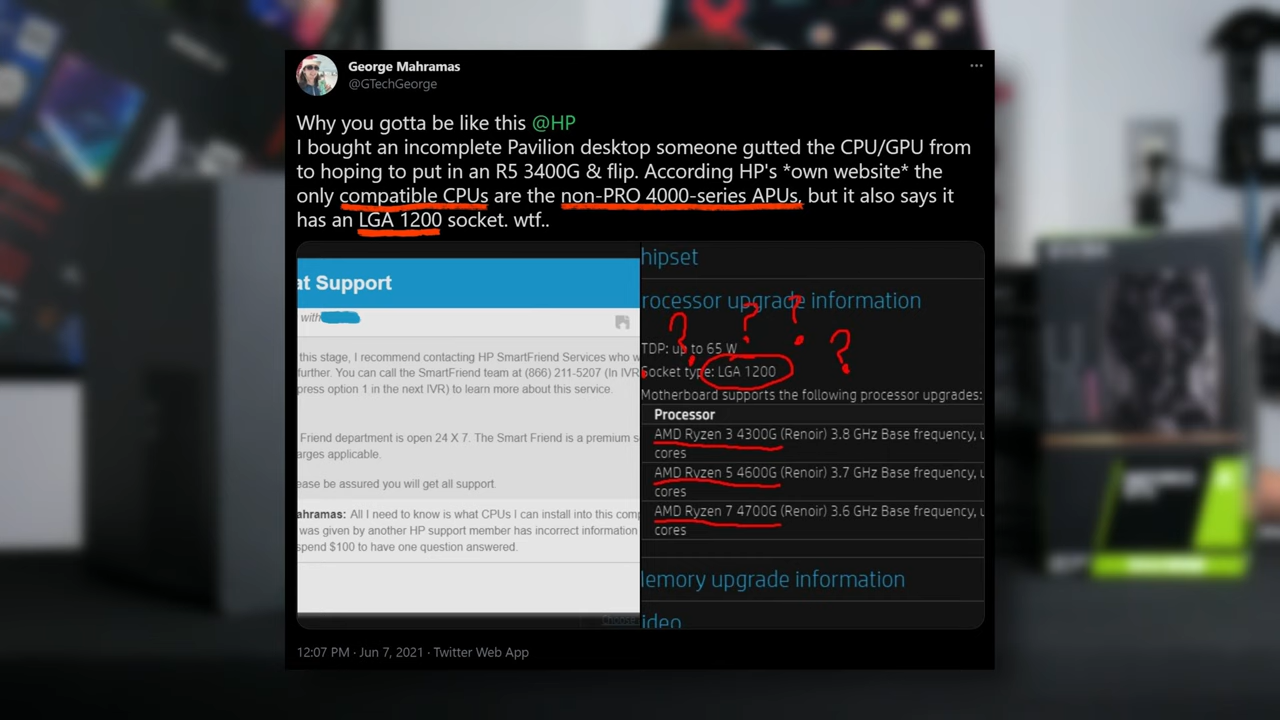 George Mahramas
@GTechGeorge
Why you gotta be like this @HP
I bought an incomplete Pavilion desktop someone gutted the CPU/GPU from
to hoping to put in an R5 3400G & flip. According HP's *own website* the
only compatible CPUs are the non-PRO 4000-series APUs, but it also says it
has an LGA 1200 socket. wtf..
at Support
with
this stage, I recommend contacting HP SmartFriend Services who w
further. You can call the SmartFriend team at (866) 211-5207 (In IVR
press option 1 in the next IVR) to learn more about this service.
Friend department is open 24 X 7. The Smart Friend is a premium s
arges applicable.
ease be assured you will get all support.
ahramas: All I need to know is what CPUs I can install into this comp
was given by another HP support member has incorrect information
spend $100 to have one question answered.
Choose
hipset
rocessor upgrade information
? ? ? ?
TDP: up to 65 W
Socket type: LGA 1200
Motherboard supports the following processor upgrades:
Processor
AMD Ryzen 3 4300G (Renoir) 3.8 GHz Base frequency, u
cores
AMD Ryzen 5 4600G (Renoir) 3.7 GHz Base frequency, u
cores
AMD Ryzen 7 4700G (Renoir) 3.6 GHz Base frequency, u
cores
emory upgrade information
ideo
12:07 PM · Jun 7, 2021 · Twitter Web App